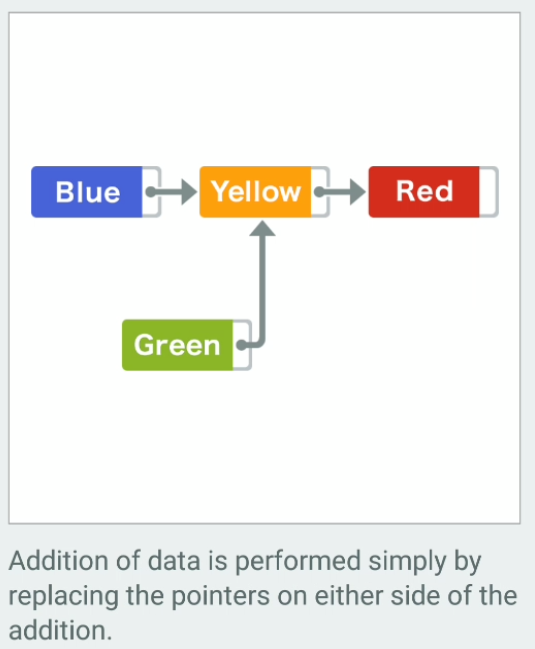 Blue Yellow Red
Green
Addition of data is performed simply by
replacing the pointers on either side of the
addition.